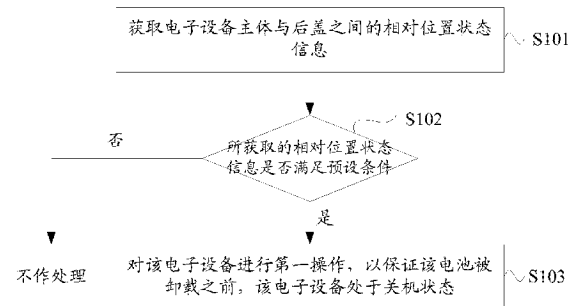 获取电子设备主体与后盖之间的相对位置状态
信息
S101
S102
否
所获取的相对位置状态
信息是否满足预设条件
是
不作处理
对该电子设备进行第一操作，以保证该电池被
卸载之前，该电子设备处于关机状态
S103